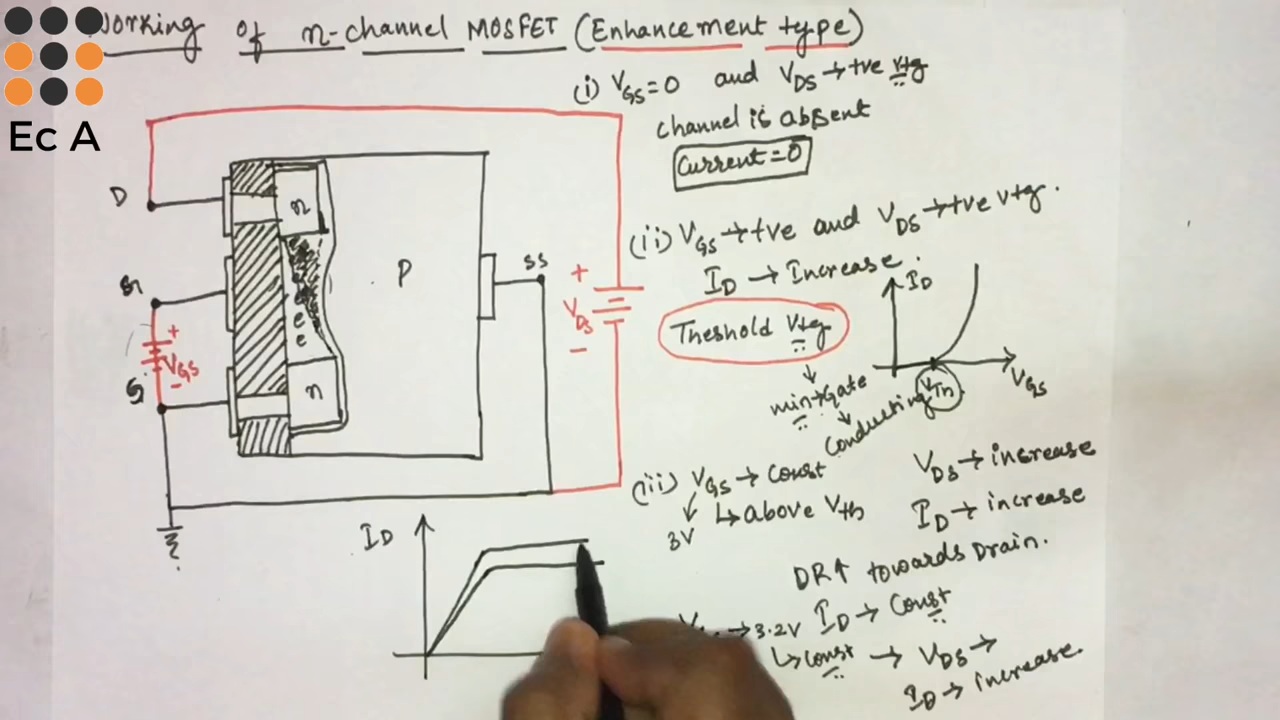 Working of n-channel MOSFET (Enhancement type)
Ec A
(i) VGS=0 and VDS→+ve vtg
channel is absent
Current=0
D
n
P
SS
G
+
VGS
-
S
n
+
VDS
-
(ii) VGS→+ve and VDS→+ve vtg.
ID → Increase.
Theshold Vtg
min→Gate
conducting
ID
VTh
VGS
(iii) VGS→ Const
↳ above Vth
3V
VDS→increase
ID→ increase
DR↑ towards Drain.
ID→ Const
→3.2V
↳const → VDS→
ID→ increase
ID